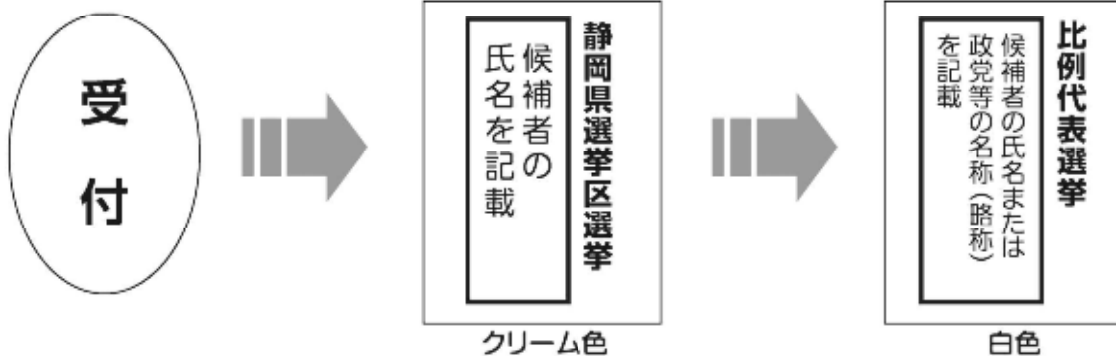 受付
静岡県選挙区選挙
候補者の
氏名を記載
クリーム色
比例代表選挙
候補者の氏名または
政党等の名称（略称）
を記載
白色